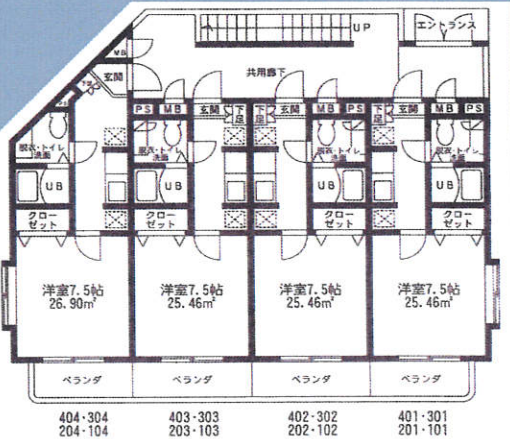 エントランス
UP
共用廊下
MB
玄関
PS
下足
PS
MB
玄関
下足
下足
玄関
MB
PS
下足
玄関
MB
PS
脱衣・トイレ
洗面
脱衣・トイレ
洗面
脱衣・トイレ
洗面
脱衣・トイレ
洗面
UB
UB
UB
UB
クロー
ゼット
クロー
ゼット
クロー
ゼット
クロー
ゼット
洋室7.5帖
26.90㎡
洋室7.5帖
25.46㎡
洋室7.5帖
25.46㎡
洋室7.5帖
25.46㎡
ベランダ
ベランダ
ベランダ
ベランダ
404・304
204・104
403・303
203・103
402・302
202・102
401・301
201・101